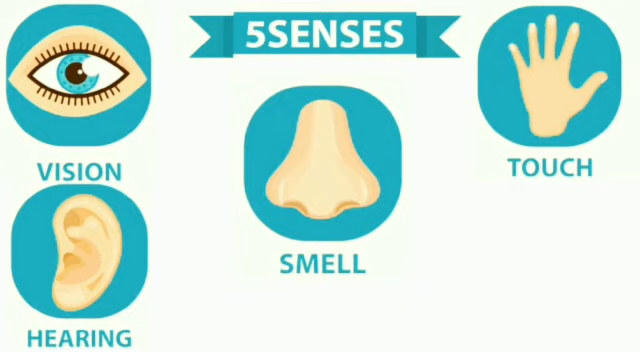 5SENSES
VISION
TOUCH
SMELL
HEARING